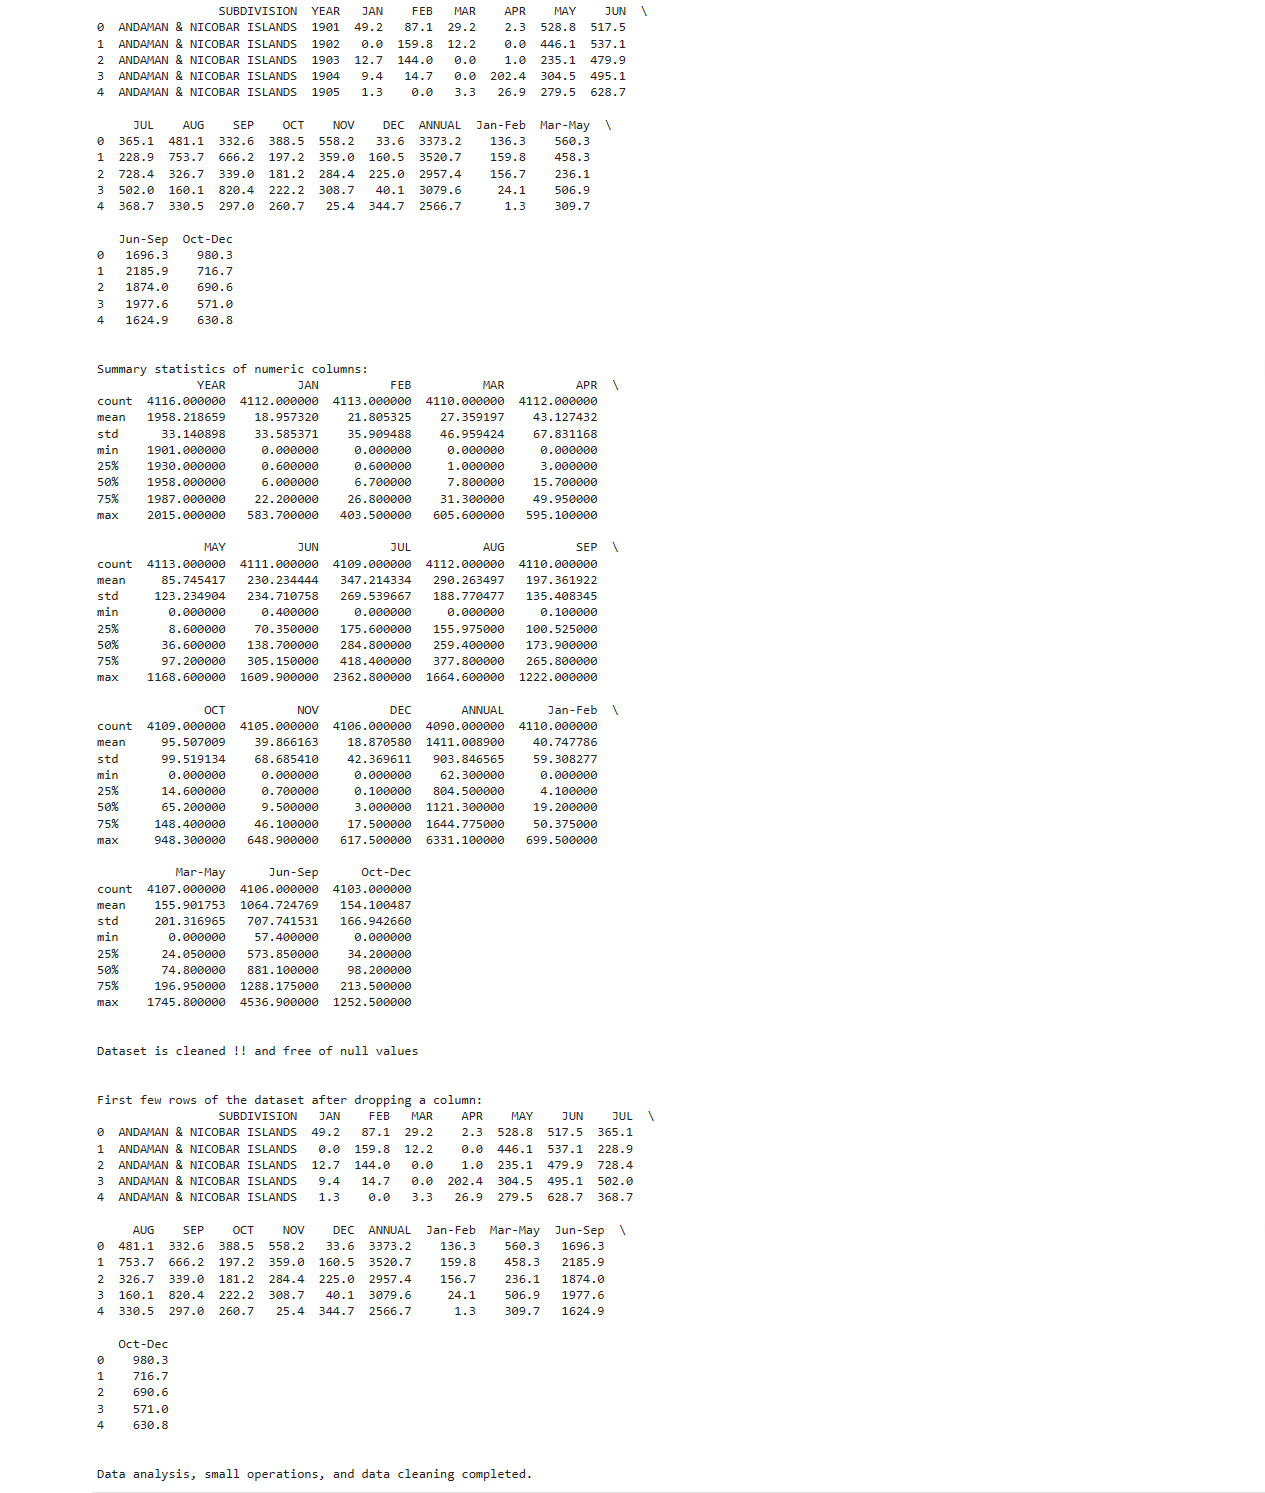 SUBDIVISION YEAR JAN FEB MAR APR MAY JUN \
0 ANDAMAN & NICOBAR ISLANDS 1901 49.2 87.1 29.2 2.3 528.8 517.5
1 ANDAMAN & NICOBAR ISLANDS 1902 0.0 159.8 12.2 0.0 446.1 537.1
2 ANDAMAN & NICOBAR ISLANDS 1903 12.7 144.0 0.0 1.0 235.1 479.9
3 ANDAMAN & NICOBAR ISLANDS 1904 9.4 14.7 0.0 202.4 304.5 495.1
4 ANDAMAN & NICOBAR ISLANDS 1905 1.3 0.0 3.3 26.9 279.5 628.7
JUL AUG SEP OCT NOV DEC ANNUAL Jan-Feb Mar-May \
0 365.1 481.1 332.6 388.5 558.2 33.6 3373.2 136.3 560.3
1 228.9 753.7 666.2 197.2 359.0 160.5 3520.7 159.8 458.3
2 728.4 326.7 339.0 181.2 284.4 225.0 2957.4 156.7 236.1
3 502.0 160.1 820.4 222.2 308.7 40.1 3079.6 24.1 506.9
4 368.7 330.5 297.0 260.7 25.4 344.7 2566.7 1.3 309.7
Jun-Sep Oct-Dec
0 1696.3 980.3
1 2185.9 716.7
2 1874.0 690.6
3 1977.6 571.0
4 1624.9 630.8
Summary statistics of numeric columns:
YEAR JAN FEB MAR APR \
count 4116.000000 4112.000000 4113.000000 4110.000000 4112.000000
mean 1958.218659 18.957320 21.805325 27.359197 43.127432
std 33.140898 33.585371 35.909488 46.959424 67.831168
min 1901.000000 0.000000 0.000000 0.000000 0.000000
25% 1930.000000 0.600000 0.600000 1.000000 3.000000
50% 1958.000000 6.000000 6.700000 7.800000 15.700000
75% 1987.000000 22.200000 26.800000 31.300000 49.950000
max 2015.000000 583.700000 403.500000 605.600000 595.100000
MAY JUN JUL AUG SEP \
count 4113.000000 4111.000000 4109.000000 4112.000000 4110.000000
mean 85.745417 230.234444 347.214334 290.263497 197.361922
std 123.234904 234.710758 269.539667 188.770477 135.408345
min 0.000000 0.400000 0.000000 0.000000 0.100000
25% 8.600000 70.350000 175.600000 155.975000 100.525000
50% 36.600000 138.700000 284.800000 259.400000 173.900000
75% 97.200000 305.150000 418.400000 377.800000 265.800000
max 1168.600000 1609.900000 2362.800000 1664.600000 1222.000000
OCT NOV DEC ANNUAL Jan-Feb \
count 4109.000000 4105.000000 4106.000000 4090.000000 4110.000000
mean 95.507009 39.866163 18.870580 1411.008900 40.747786
std 99.519134 68.685410 42.369611 903.846565 59.308277
min 0.000000 0.000000 0.000000 62.300000 0.000000
25% 14.600000 0.700000 0.100000 804.500000 4.100000
50% 65.200000 9.500000 3.000000 1121.300000 19.200000
75% 148.400000 46.100000 17.500000 1644.775000 50.375000
max 948.300000 648.900000 617.500000 6331.100000 699.500000
Mar-May Jun-Sep Oct-Dec
count 4107.000000 4106.000000 4103.000000
mean 155.901753 1064.724769 154.100487
std 201.316965 707.741531 166.942660
min 0.000000 57.400000 0.000000
25% 24.050000 573.850000 34.200000
50% 74.800000 881.100000 98.200000
75% 196.950000 1288.175000 213.500000
max 1745.800000 4536.900000 1252.500000
Dataset is cleaned !! and free of null values
First few rows of the dataset after dropping a column:
SUBDIVISION JAN FEB MAR APR MAY JUN JUL \
0 ANDAMAN & NICOBAR ISLANDS 49.2 87.1 29.2 2.3 528.8 517.5 365.1
1 ANDAMAN & NICOBAR ISLANDS 0.0 159.8 12.2 0.0 446.1 537.1 228.9
2 ANDAMAN & NICOBAR ISLANDS 12.7 144.0 0.0 1.0 235.1 479.9 728.4
3 ANDAMAN & NICOBAR ISLANDS 9.4 14.7 0.0 202.4 304.5 495.1 502.0
4 ANDAMAN & NICOBAR ISLANDS 1.3 0.0 3.3 26.9 279.5 628.7 368.7
AUG SEP OCT NOV DEC ANNUAL Jan-Feb Mar-May Jun-Sep \
0 481.1 332.6 388.5 558.2 33.6 3373.2 136.3 560.3 1696.3
1 753.7 666.2 197.2 359.0 160.5 3520.7 159.8 458.3 2185.9
2 326.7 339.0 181.2 284.4 225.0 2957.4 156.7 236.1 1874.0
3 160.1 820.4 222.2 308.7 40.1 3079.6 24.1 506.9 1977.6
4 330.5 297.0 260.7 25.4 344.7 2566.7 1.3 309.7 1624.9
Oct-Dec
0 980.3
1 716.7
2 690.6
3 571.0
4 630.8
Data analysis, small operations, and data cleaning completed.